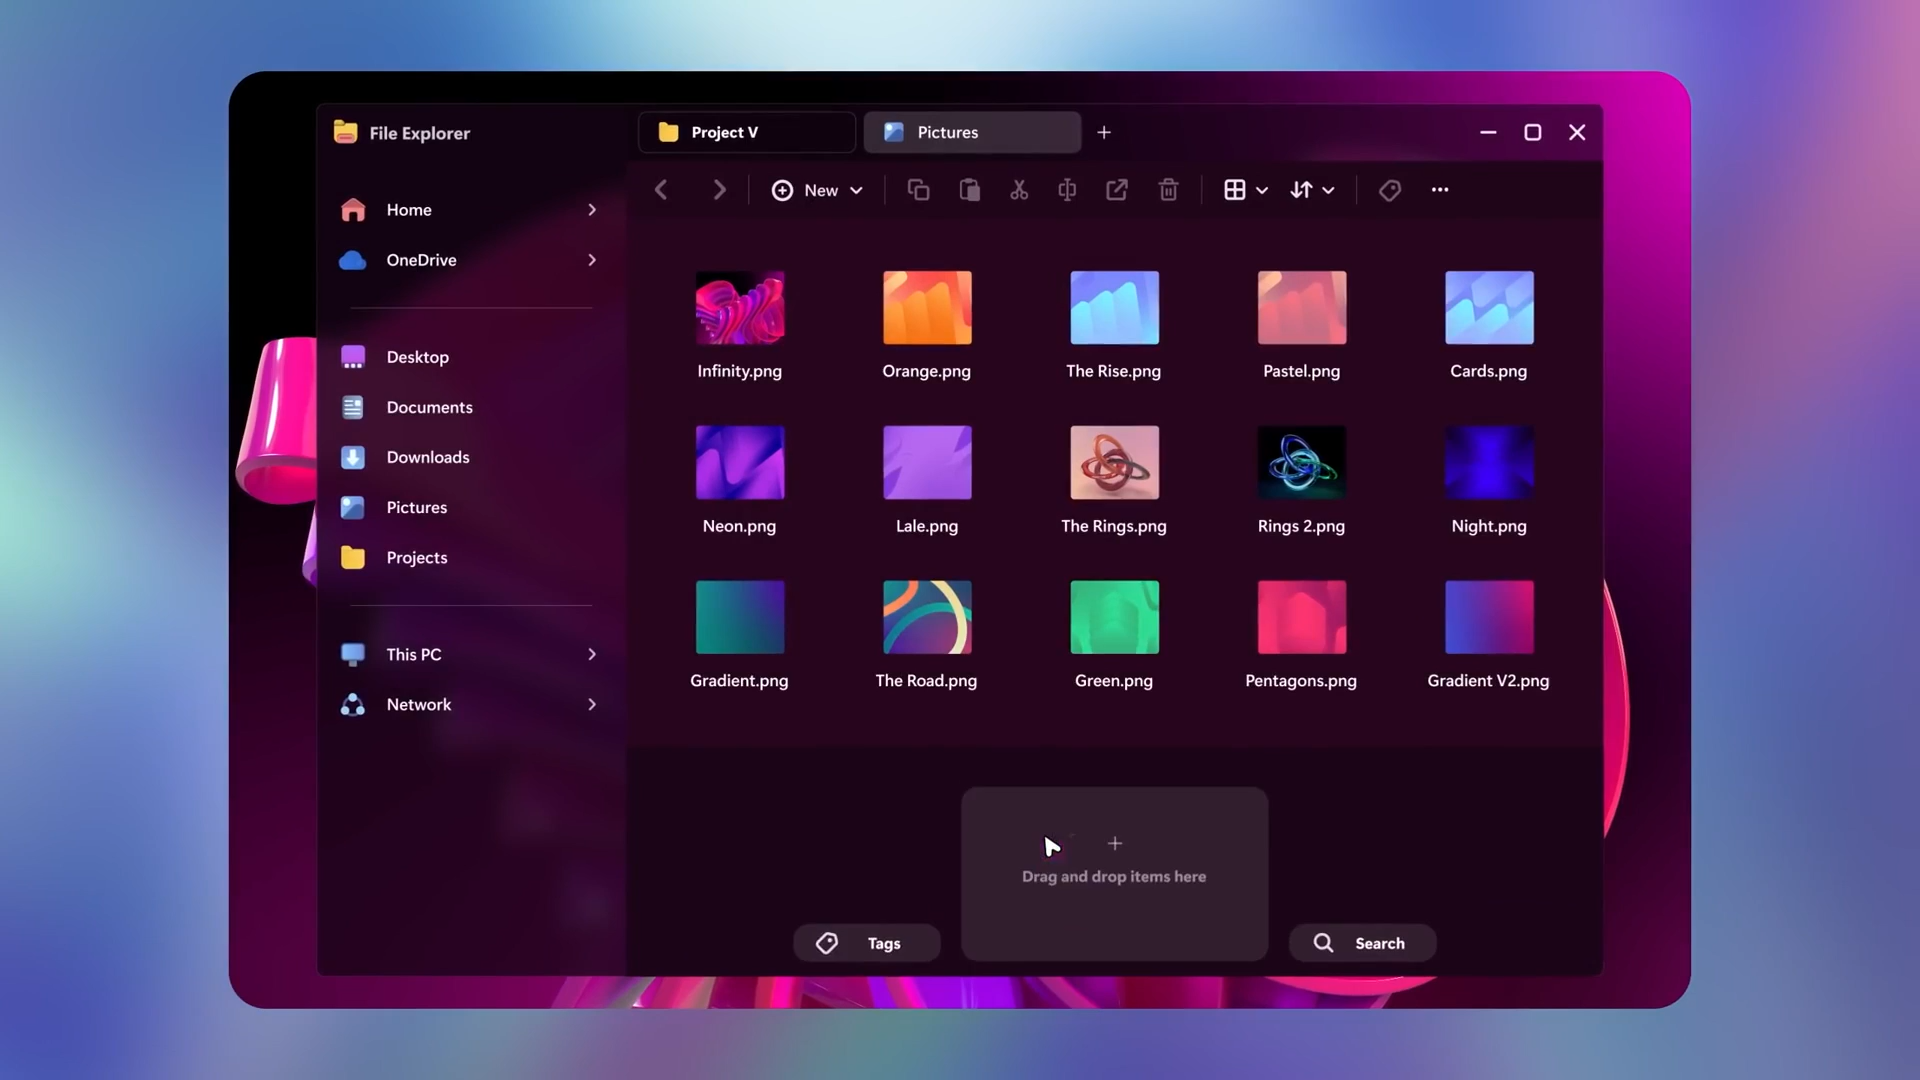 File Explorer
Project V
Pictures
New
Home
OneDrive
Desktop
Documents
Downloads
Pictures
Projects
This PC
Network
Infinity.png
Orange.png
The Rise.png
Pastel.png
Cards.png
Neon.png
Lale.png
The Rings.png
Rings 2.png
Night.png
Gradient.png
The Road.png
Green.png
Pentagons.png
Gradient V2.png
Drag and drop items here
Tags
Search